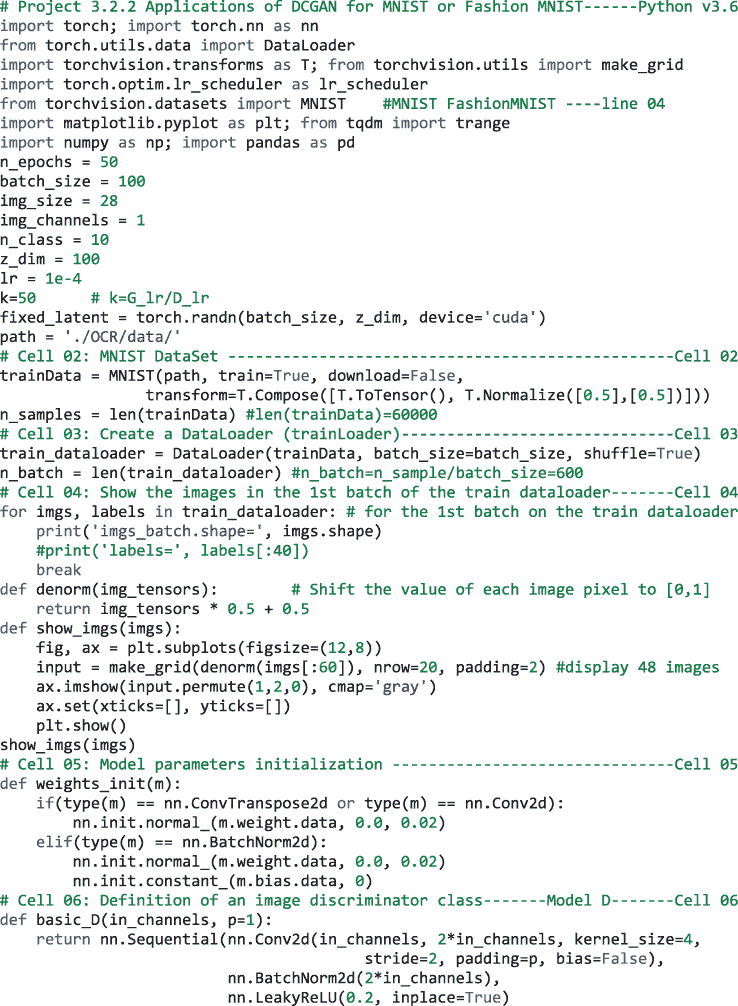 # Project 3.2.2 Applications of DCGAN for MNIST or Fashion MNIST------Python v3.6
import torch; import torch.nn as nn
from torch.utils.data import DataLoader
import torchvision.transforms as T; from torchvision.utils import make_grid
import torch.optim.lr_scheduler as lr_scheduler
from torchvision.datasets import MNIST    #MNIST FashionMNIST ----line 04
import matplotlib.pyplot as plt; from tqdm import trange
import numpy as np; import pandas as pd
n_epochs = 50
batch_size = 100
img_size = 28
img_channels = 1
n_class = 10
z_dim = 100
lr = 1e-4
k=50      # k=G_lr/D_lr
fixed_latent = torch.randn(batch_size, z_dim, device='cuda')
path = './OCR/data/'
# Cell 02: MNIST DataSet -------------------------------------------------Cell 02
trainData = MNIST(path, train=True, download=False,
                transform=T.Compose([T.ToTensor(), T.Normalize([0.5],[0.5])]))
n_samples = len(trainData) #len(trainData)=60000
# Cell 03: Create a DataLoader (trainLoader)------------------------------Cell 03
train_dataloader = DataLoader(trainData, batch_size=batch_size, shuffle=True)
n_batch = len(train_dataloader) #n_batch=n_sample/batch_size=600
# Cell 04: Show the images in the 1st batch of the train dataloader-------Cell 04
for imgs, labels in train_dataloader: # for the 1st batch on the train dataloader
    print('imgs_batch.shape=', imgs.shape)
    #print('labels=', labels[:40])
    break
def denorm(img_tensors):        # Shift the value of each image pixel to [0,1]
    return img_tensors * 0.5 + 0.5
def show_imgs(imgs):
    fig, ax = plt.subplots(figsize=(12,8))
    input = make_grid(denorm(imgs[:60]), nrow=20, padding=2) #display 48 images
    ax.imshow(input.permute(1,2,0), cmap='gray')
    ax.set(xticks=[], yticks=[])
    plt.show()
show_imgs(imgs)
# Cell 05: Model parameters initialization -------------------------------Cell 05
def weights_init(m):
    if(type(m) == nn.ConvTranspose2d or type(m) == nn.Conv2d):
        nn.init.normal_(m.weight.data, 0.0, 0.02)
    elif(type(m) == nn.BatchNorm2d):
        nn.init.normal_(m.weight.data, 0.0, 0.02)
        nn.init.constant_(m.bias.data, 0)
# Cell 06: Definition of an image discriminator class-------Model D-------Cell 06
def basic_D(in_channels, p=1):
    return nn.Sequential(nn.Conv2d(in_channels, 2*in_channels, kernel_size=4,
                                        stride=2, padding=p, bias=False),
                         nn.BatchNorm2d(2*in_channels),
                         nn.LeakyReLU(0.2, inplace=True)